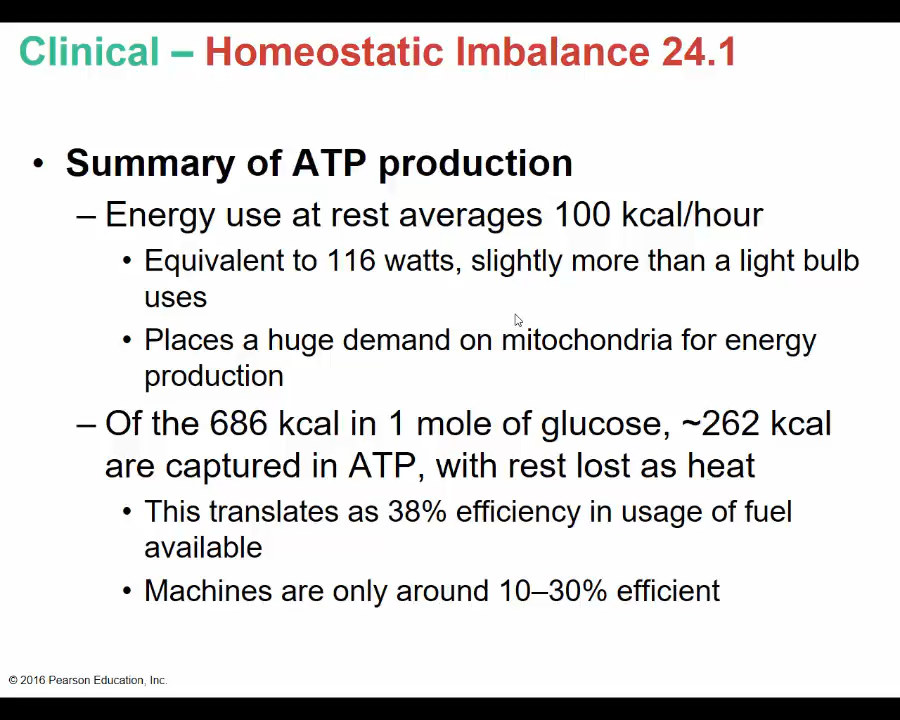 Clinical – Homeostatic Imbalance 24.1
• Summary of ATP production
– Energy use at rest averages 100 kcal/hour
• Equivalent to 116 watts, slightly more than a light bulb
uses
• Places a huge demand on mitochondria for energy
production
– Of the 686 kcal in 1 mole of glucose, ~262 kcal
are captured in ATP, with rest lost as heat
• This translates as 38% efficiency in usage of fuel
available
• Machines are only around 10–30% efficient
© 2016 Pearson Education, Inc.